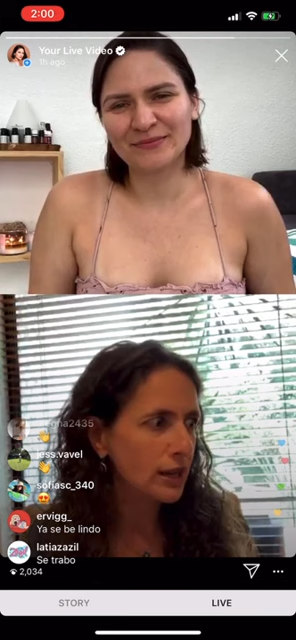 2:00
Your Live Video
1h ago
jess.vavel
sofiasc_340
ervigg_
Ya se be lindo
latiazazil
Se trabo
2,034
STORY
LIVE